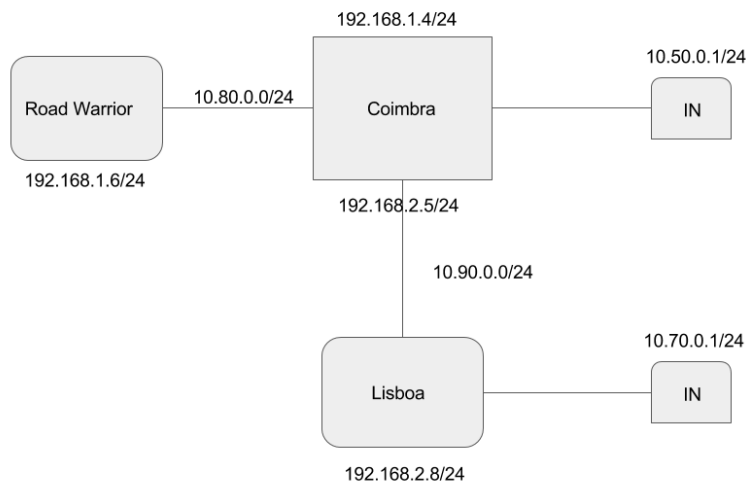 192.168.1.4/24
10.50.0.1/24
Road Warrior
10.80.0.0/24
Coimbra
IN
192.168.1.6/24
192.168.2.5/24
10.90.0.0/24
10.70.0.1/24
Lisboa
IN
192.168.2.8/24